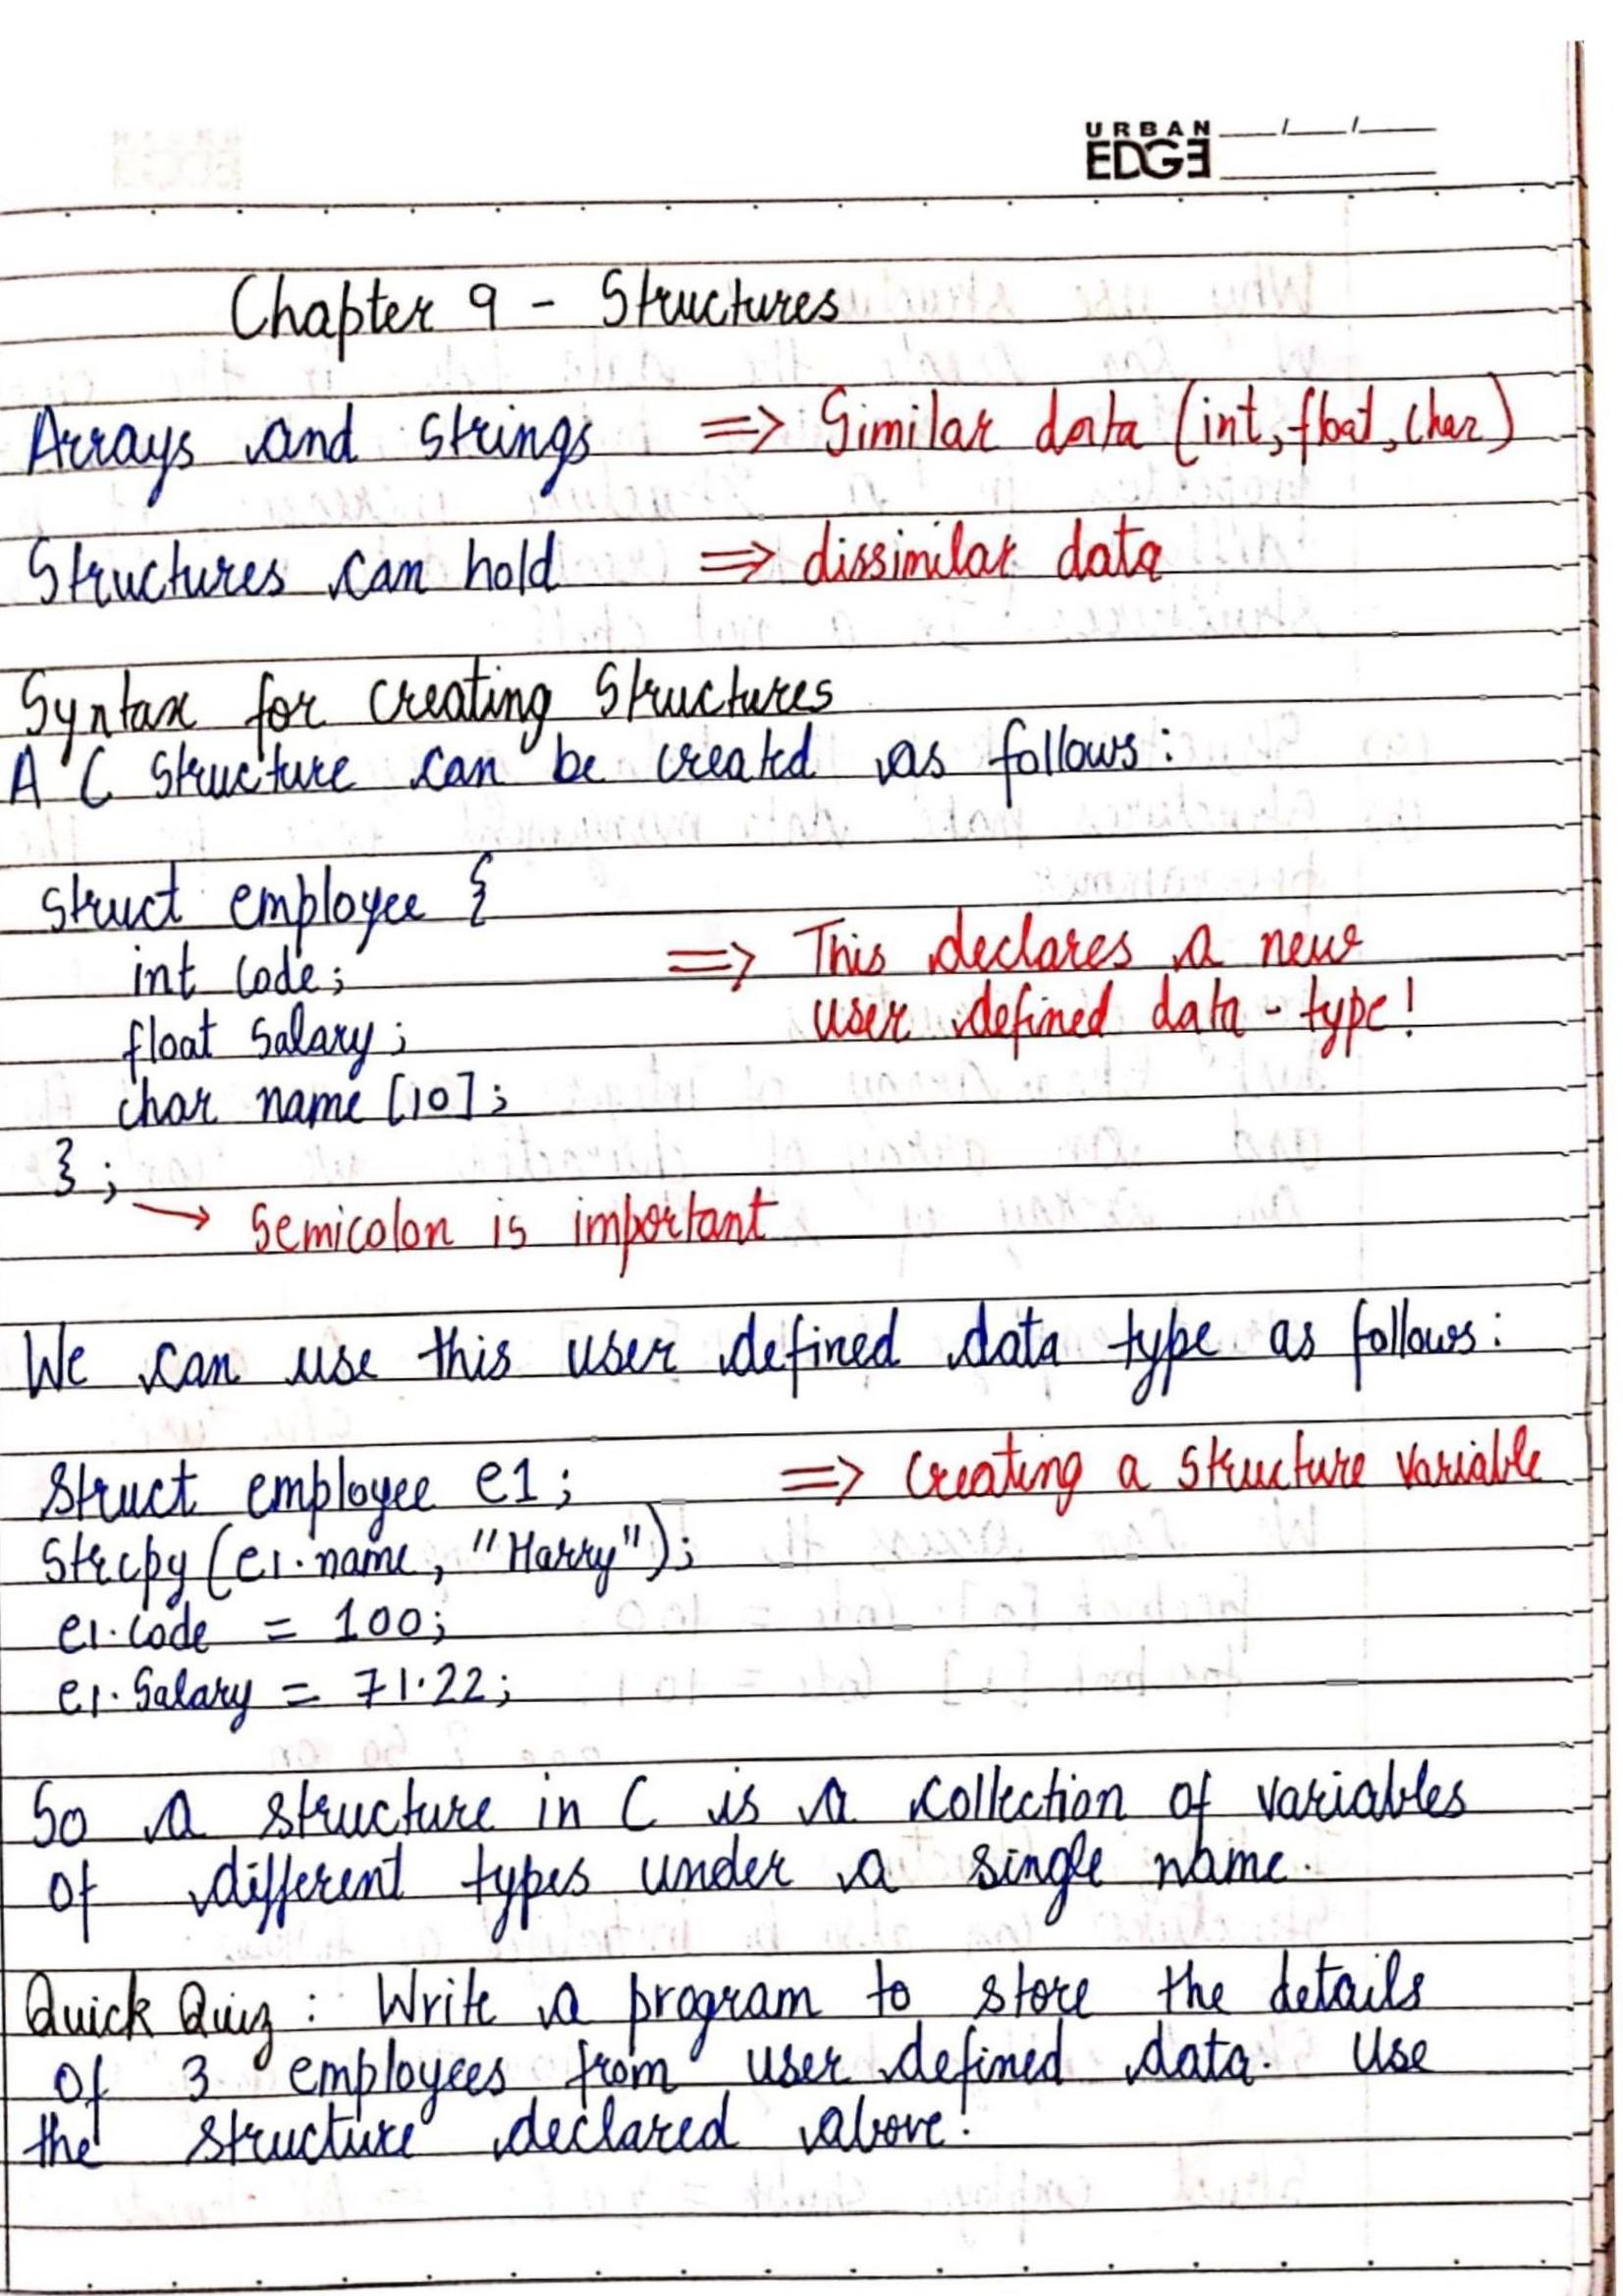 URBAN
EDGE
Chapter 9 - Structures
Arrays and Strings => Similar data (int, float, char)
Structures can hold => dissimilar data
Syntax for creating Structures
A C Structure can be created as follows:
struct employee {
int code; => This declares a new
float salary; user defined data-type!
char name [10];
};
→ Semicolon is important
We can use this user defined data type as follows:
Struct employee e1; => Creating a structure variable
Strcpy (e1.name, "Harry");
e1.code = 100;
e1.Salary = 71.22;
So a structure in C is a collection of variables
of different types under a single name.
Quick Quiz: Write a program to store the details
of 3 employees from user defined data. Use
the structure declared above.